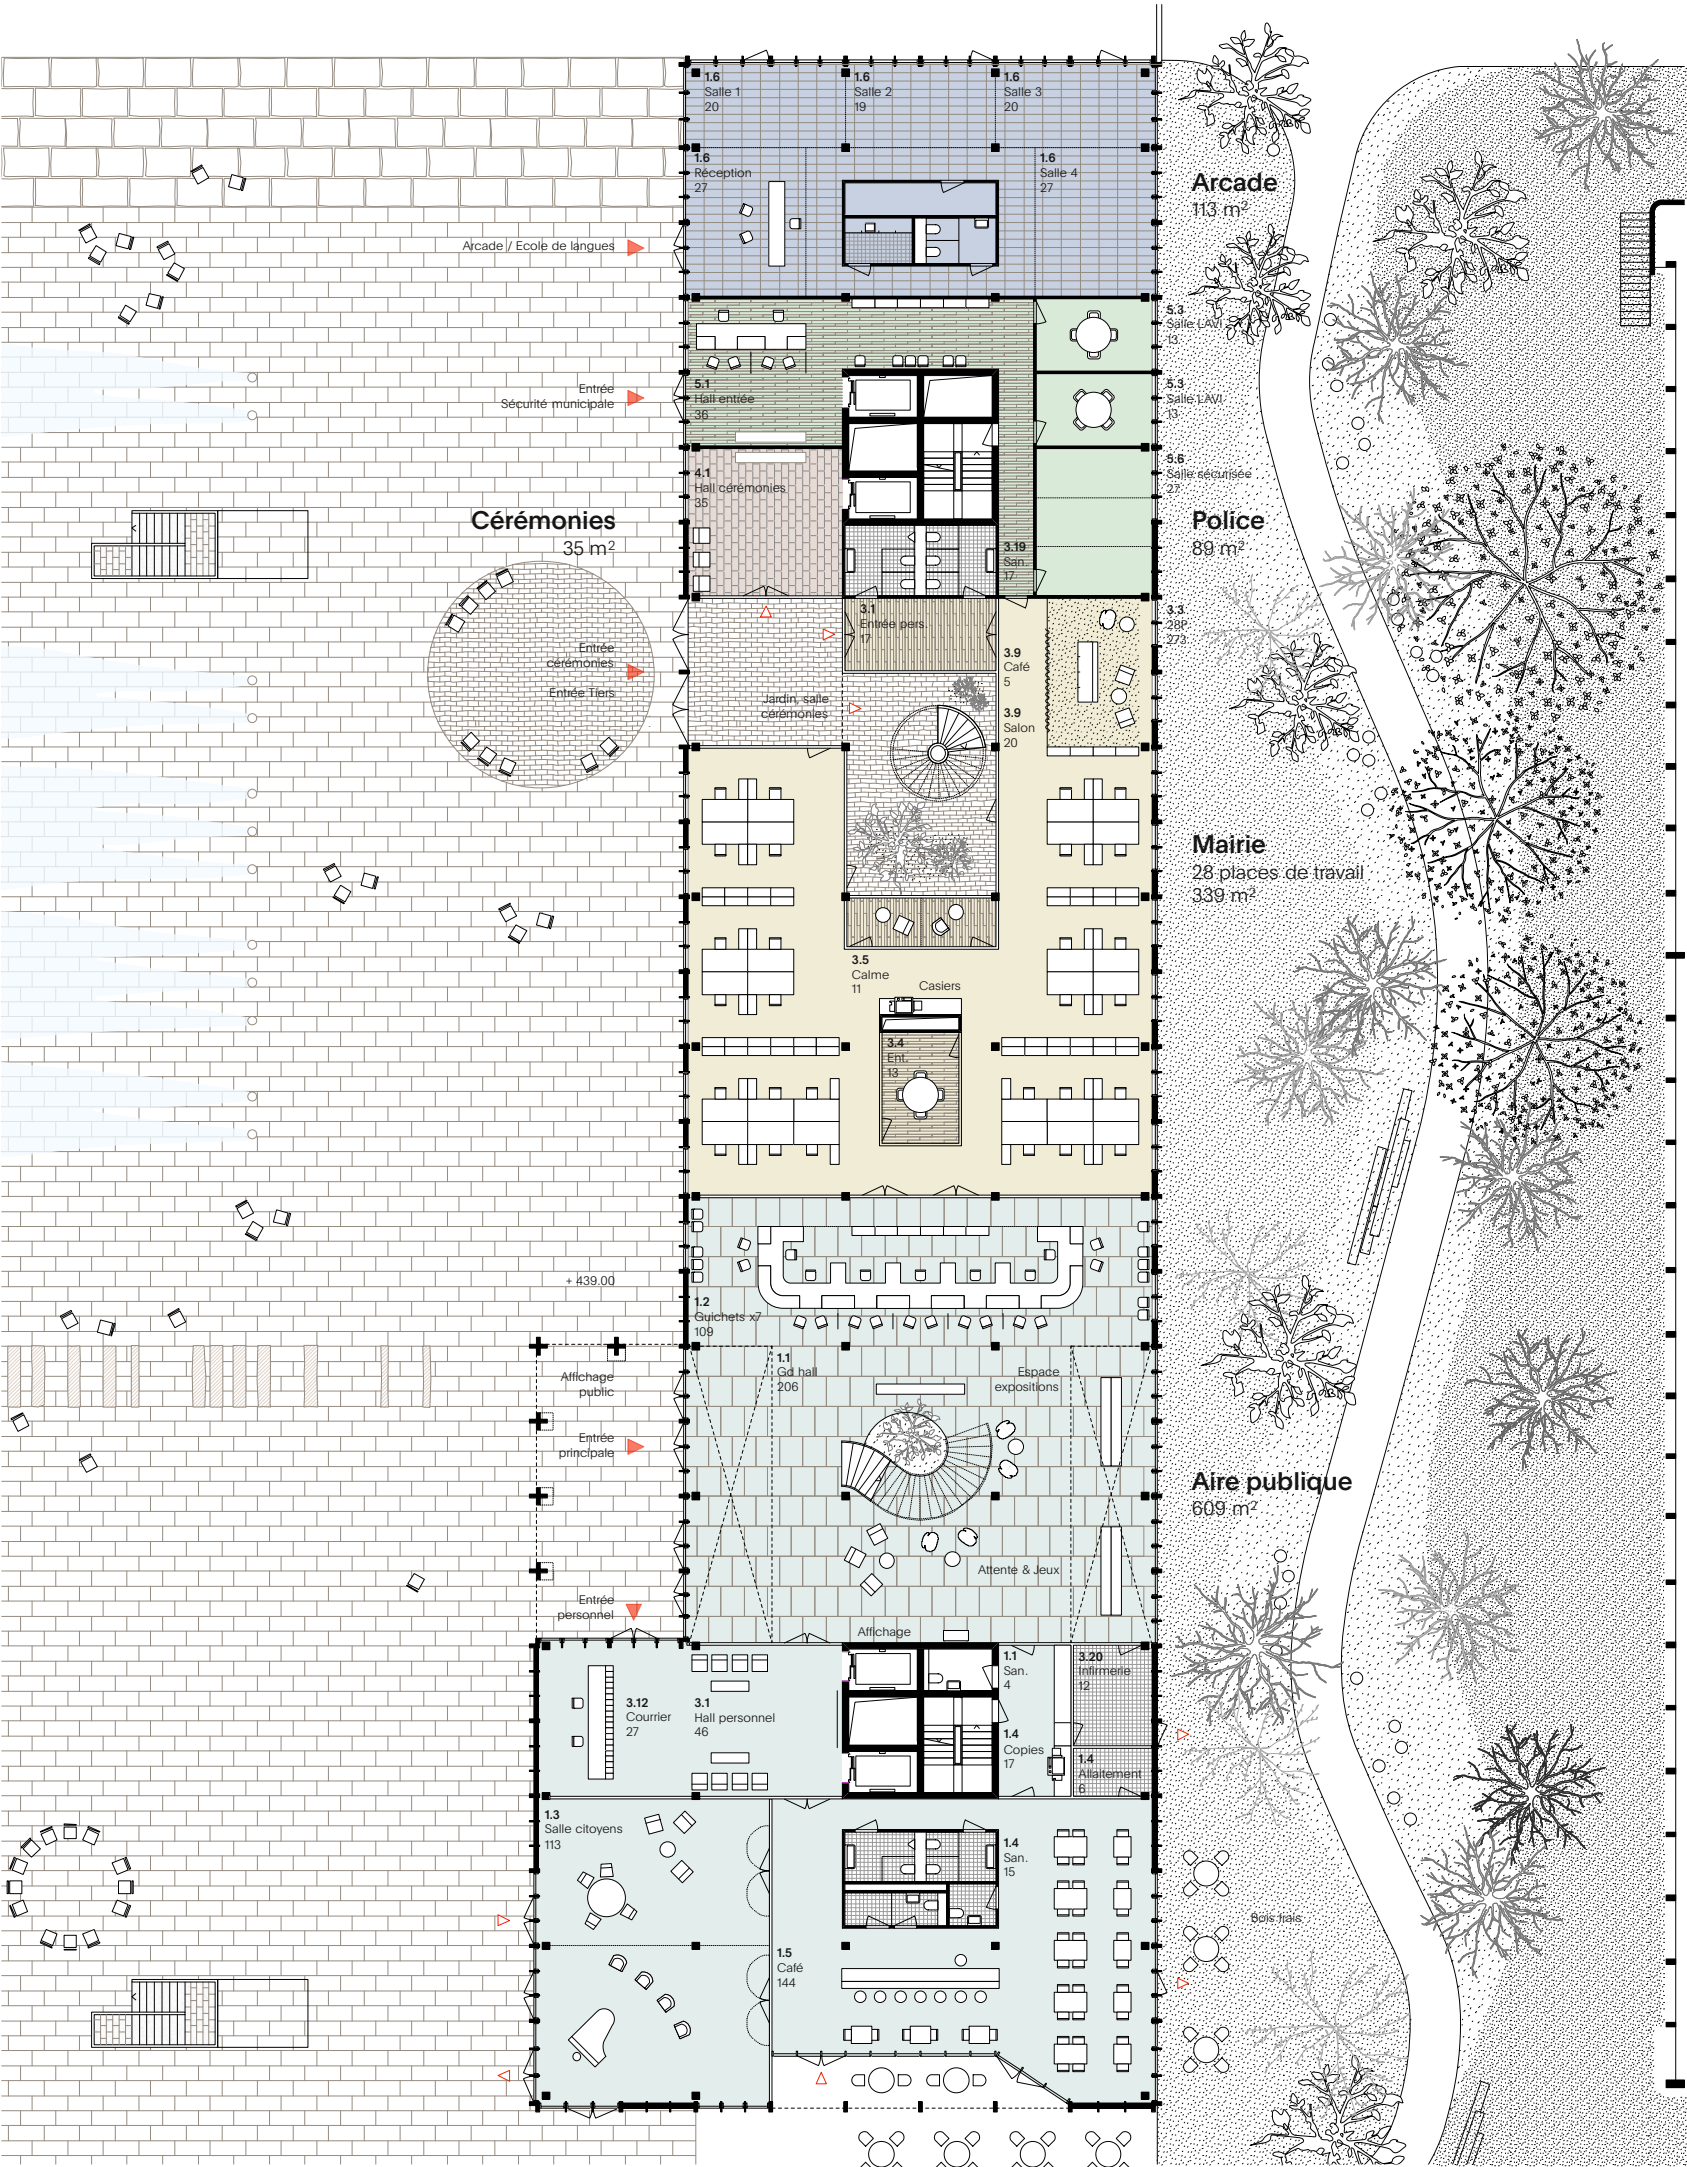 1.6
Salle 1
20
1.6
Salle 2
19
1.6
Salle 3
20
1.6
Réception
27
1.6
Salle 4
27
Arcade
113 m²
Arcade / Ecole de langues
5.3
Salle LAVI
13
Entrée
Sécurité municipale
5.1
Hall entrée
36
5.3
Salle LAVI
13
4.1
Hall cérémonies
35
5.6
Salle sécurisée
27
Cérémonies
35 m²
Police
89 m²
3.19
San.
17
3.1
Entrée pers.
17
3.3
28P
273
Entrée
cérémonies
Entrée Tiers
3.9
Café
5
Jardin, salle
cérémonies
3.9
Salon
20
Mairie
28 places de travail
339 m²
3.5
Calme
11
Casiers
3.4
Ent.
13
+ 439.00
1.2
Guichets x7
109
Affichage
public
1.1
Gd hall
206
Espace
expositions
Entrée
principale
Aire publique
609 m²
Attente & Jeux
Entrée
personnel
Affichage
1.1
San.
4
3.20
Infirmerie
12
3.12
Courrier
27
3.1
Hall personnel
46
1.4
Copies
17
1.4
Allaitement
6
1.3
Salle citoyens
113
1.4
San.
15
Bois frais
1.5
Café
144